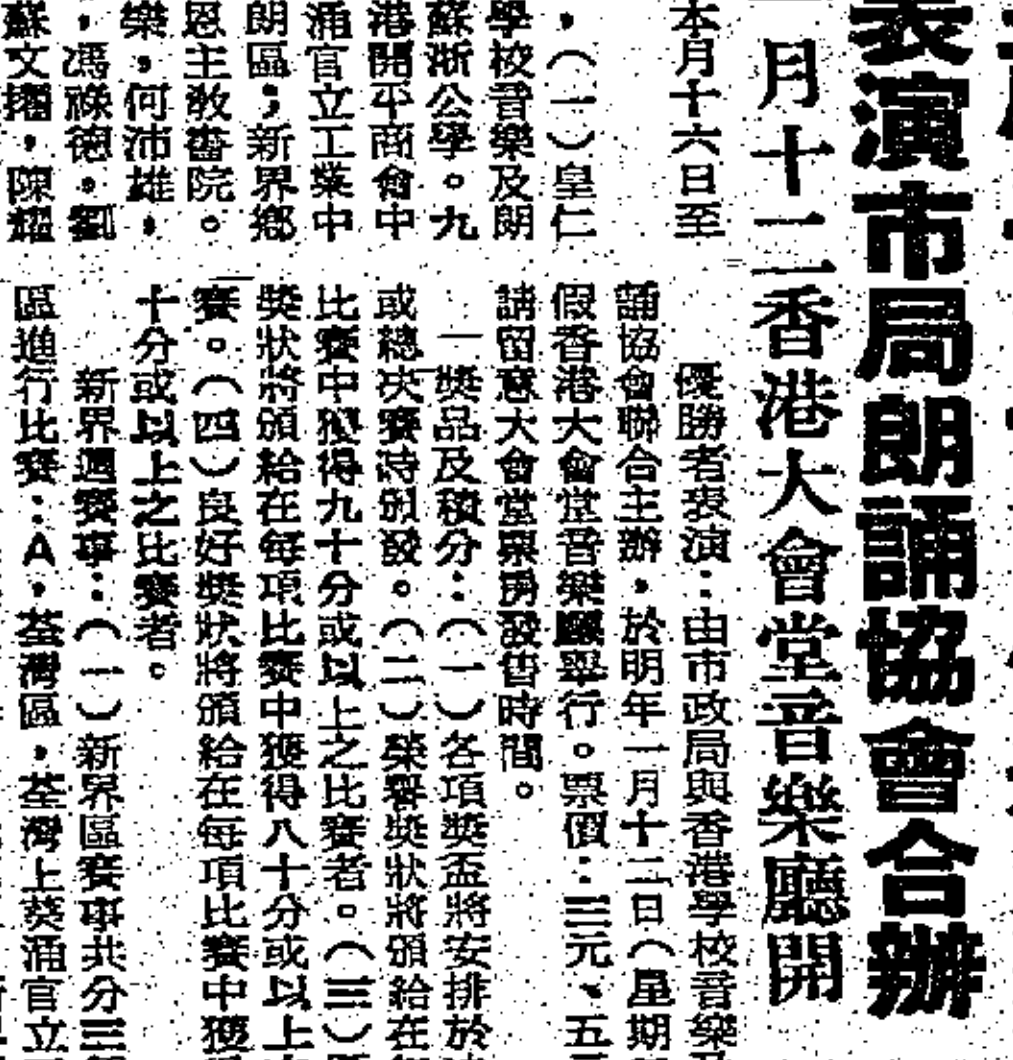 表演市局朗誦協會合辦
月十二香港大會堂音樂廳開
本月十六日至
，（一）皇仁
學校音樂及朗
蘇浙公學。九
港開平商會中
涌官立工業中
朗區；新界鄉
恩主教書院。
樂，何沛雄，
，馮祿德，劉
蘇文擢，陳耀
優勝者表演：由市政局與香港學校音樂及
誦協會聯合主辦，於明年一月十二日（星期
假香港大會堂音樂廳舉行。票價：三元、五
請留意大會堂票房發售時間。
獎品及積分：（一）各項獎盃將安排於
或總決賽時頒發。（二）榮譽獎狀將頒給在
比賽中獲得九十分或以上之比賽者。（三）
獎狀將頒給在每項比賽中獲得八十分或以上
賽。（四）良好獎狀將頒給在每項比賽中獲
十分或以上之比賽者。
新界週賽事：（一）新界區賽事共分三
區進行比賽：A，荃灣區，荃灣上葵涌官立